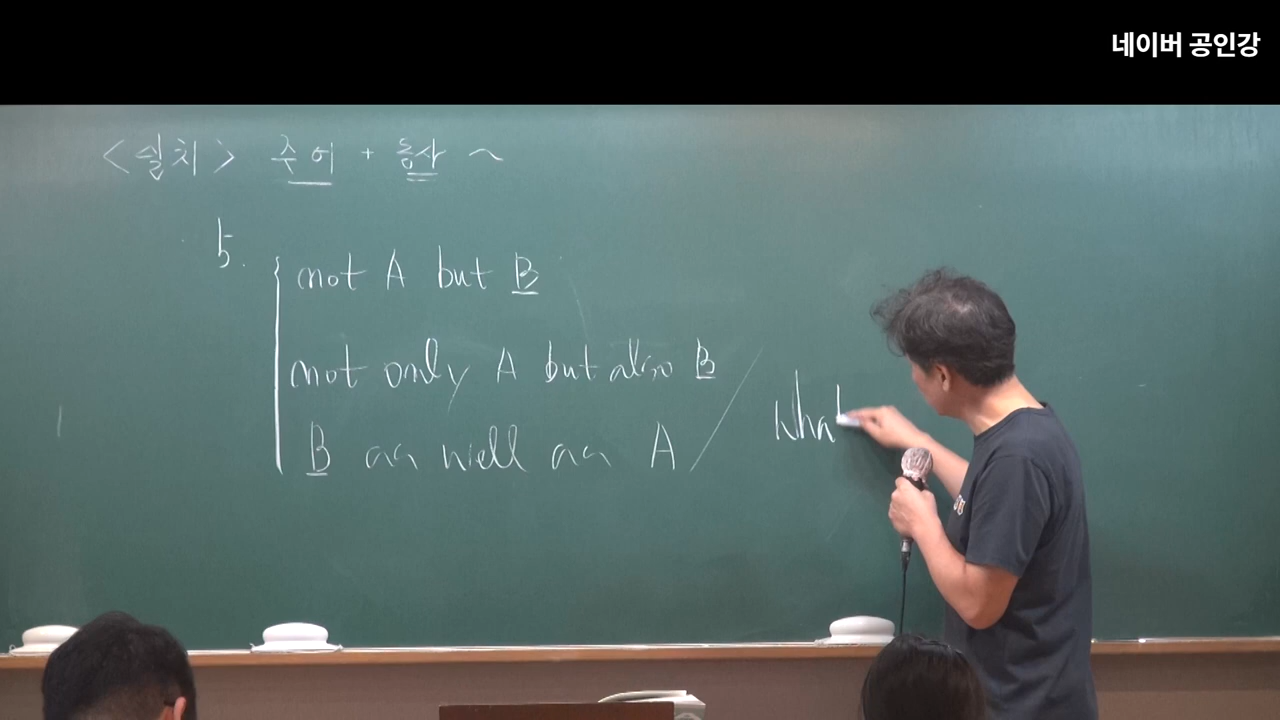 네이버 공인강
<일치> 주어 + 동사 ~
5.
not A but B
not only A but also B /
B as well as A
What